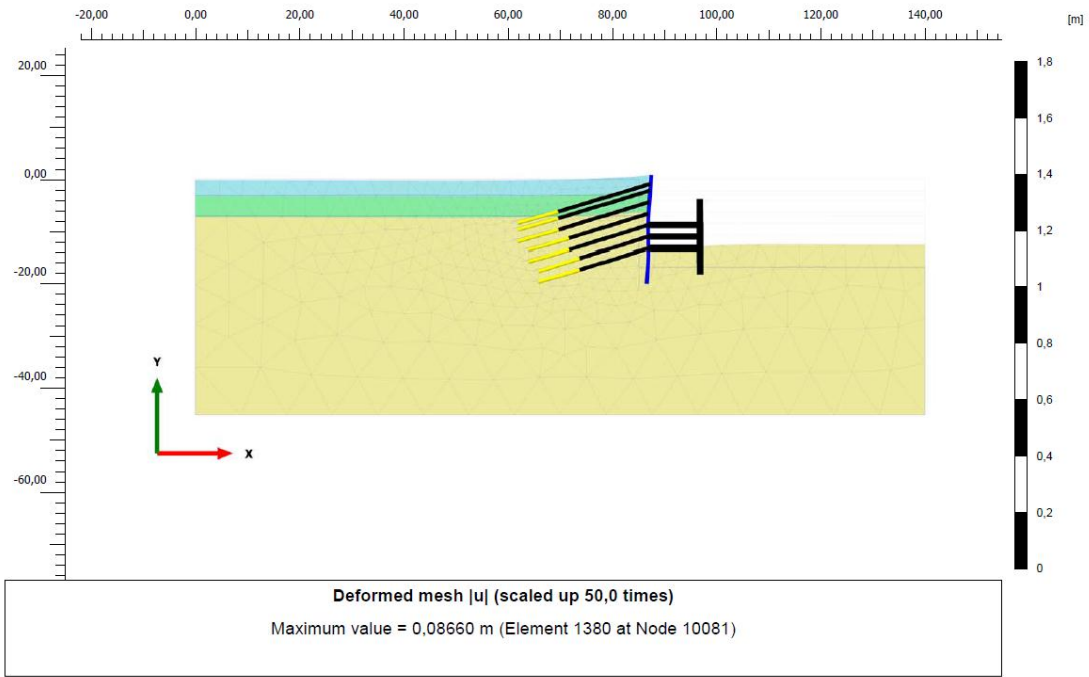 -20,00 0,00 20,00 40,00 60,00 80,00 100,00 120,00 140,00
[m]
20,00
0,00
-20,00
-40,00
-60,00
1,8
1,6
1,4
1,2
1
0,8
0,6
0,4
0,2
0
Y
X
Deformed mesh |u| (scaled up 50,0 times)
Maximum value = 0,08660 m (Element 1380 at Node 10081)